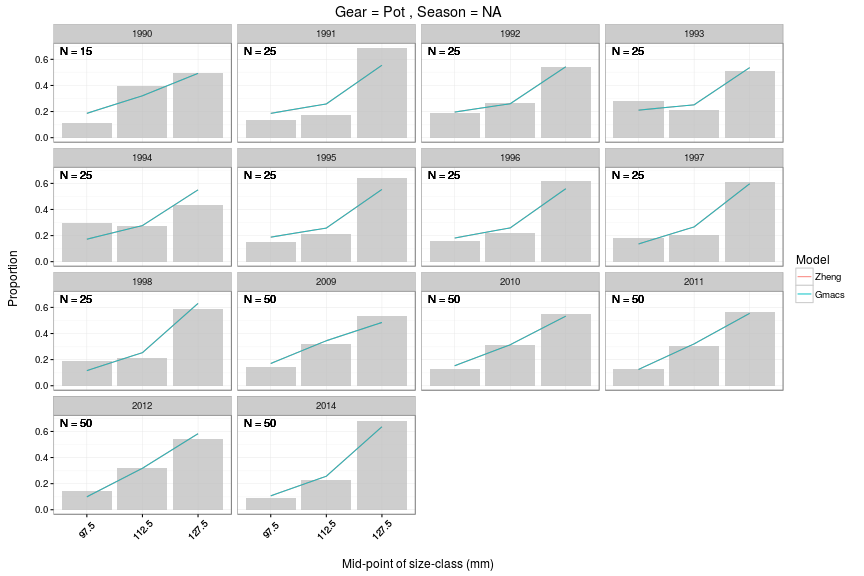 Gear = Pot , Season = NA
1990 1991 1992 1993
N = 15 N = 25 N = 25 N = 25
0.6
0.4
0.2
0.0
1994 1995 1996 1997
N = 25 N = 25 N = 25 N = 25
0.6
0.4
0.2
0.0
Proportion
Model
Zheng
Gmacs
1998 2009 2010 2011
N = 25 N = 50 N = 50 N = 50
0.6
0.4
0.2
0.0
2012 2014
N = 50 N = 50
0.6
0.4
0.2
0.0
97.5 112.5 127.5 97.5 112.5 127.5
Mid-point of size-class (mm)